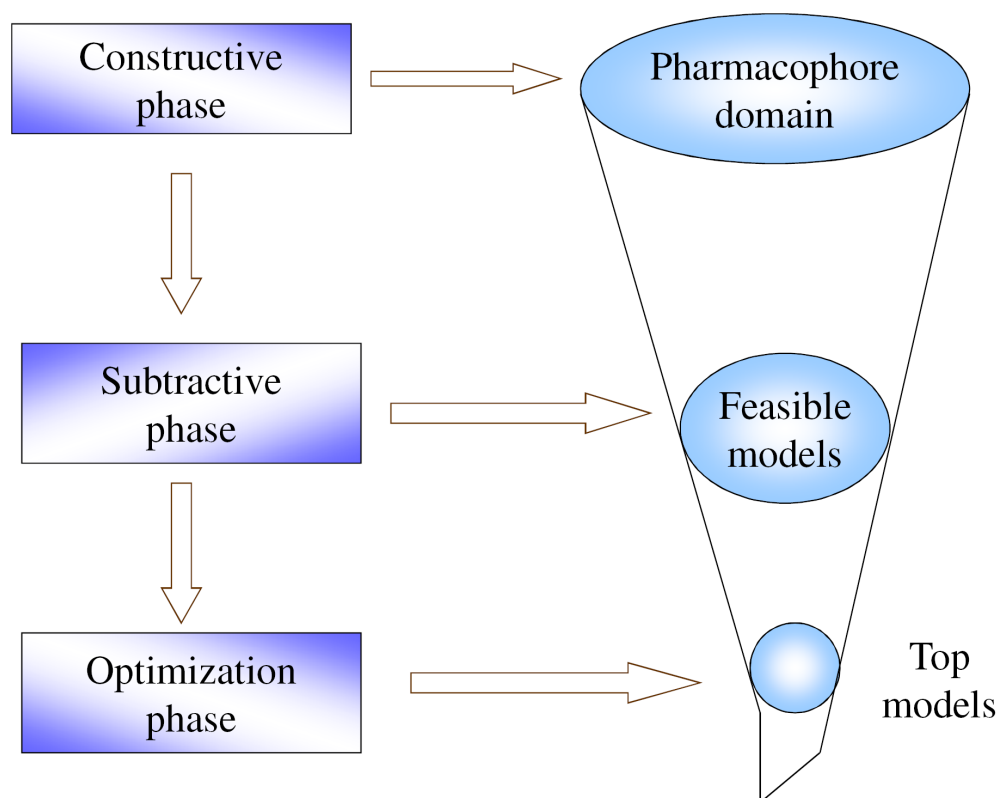 Constructive
phase
Pharmacophore
domain
Subtractive
phase
Feasible
models
Optimization
phase
Top
models